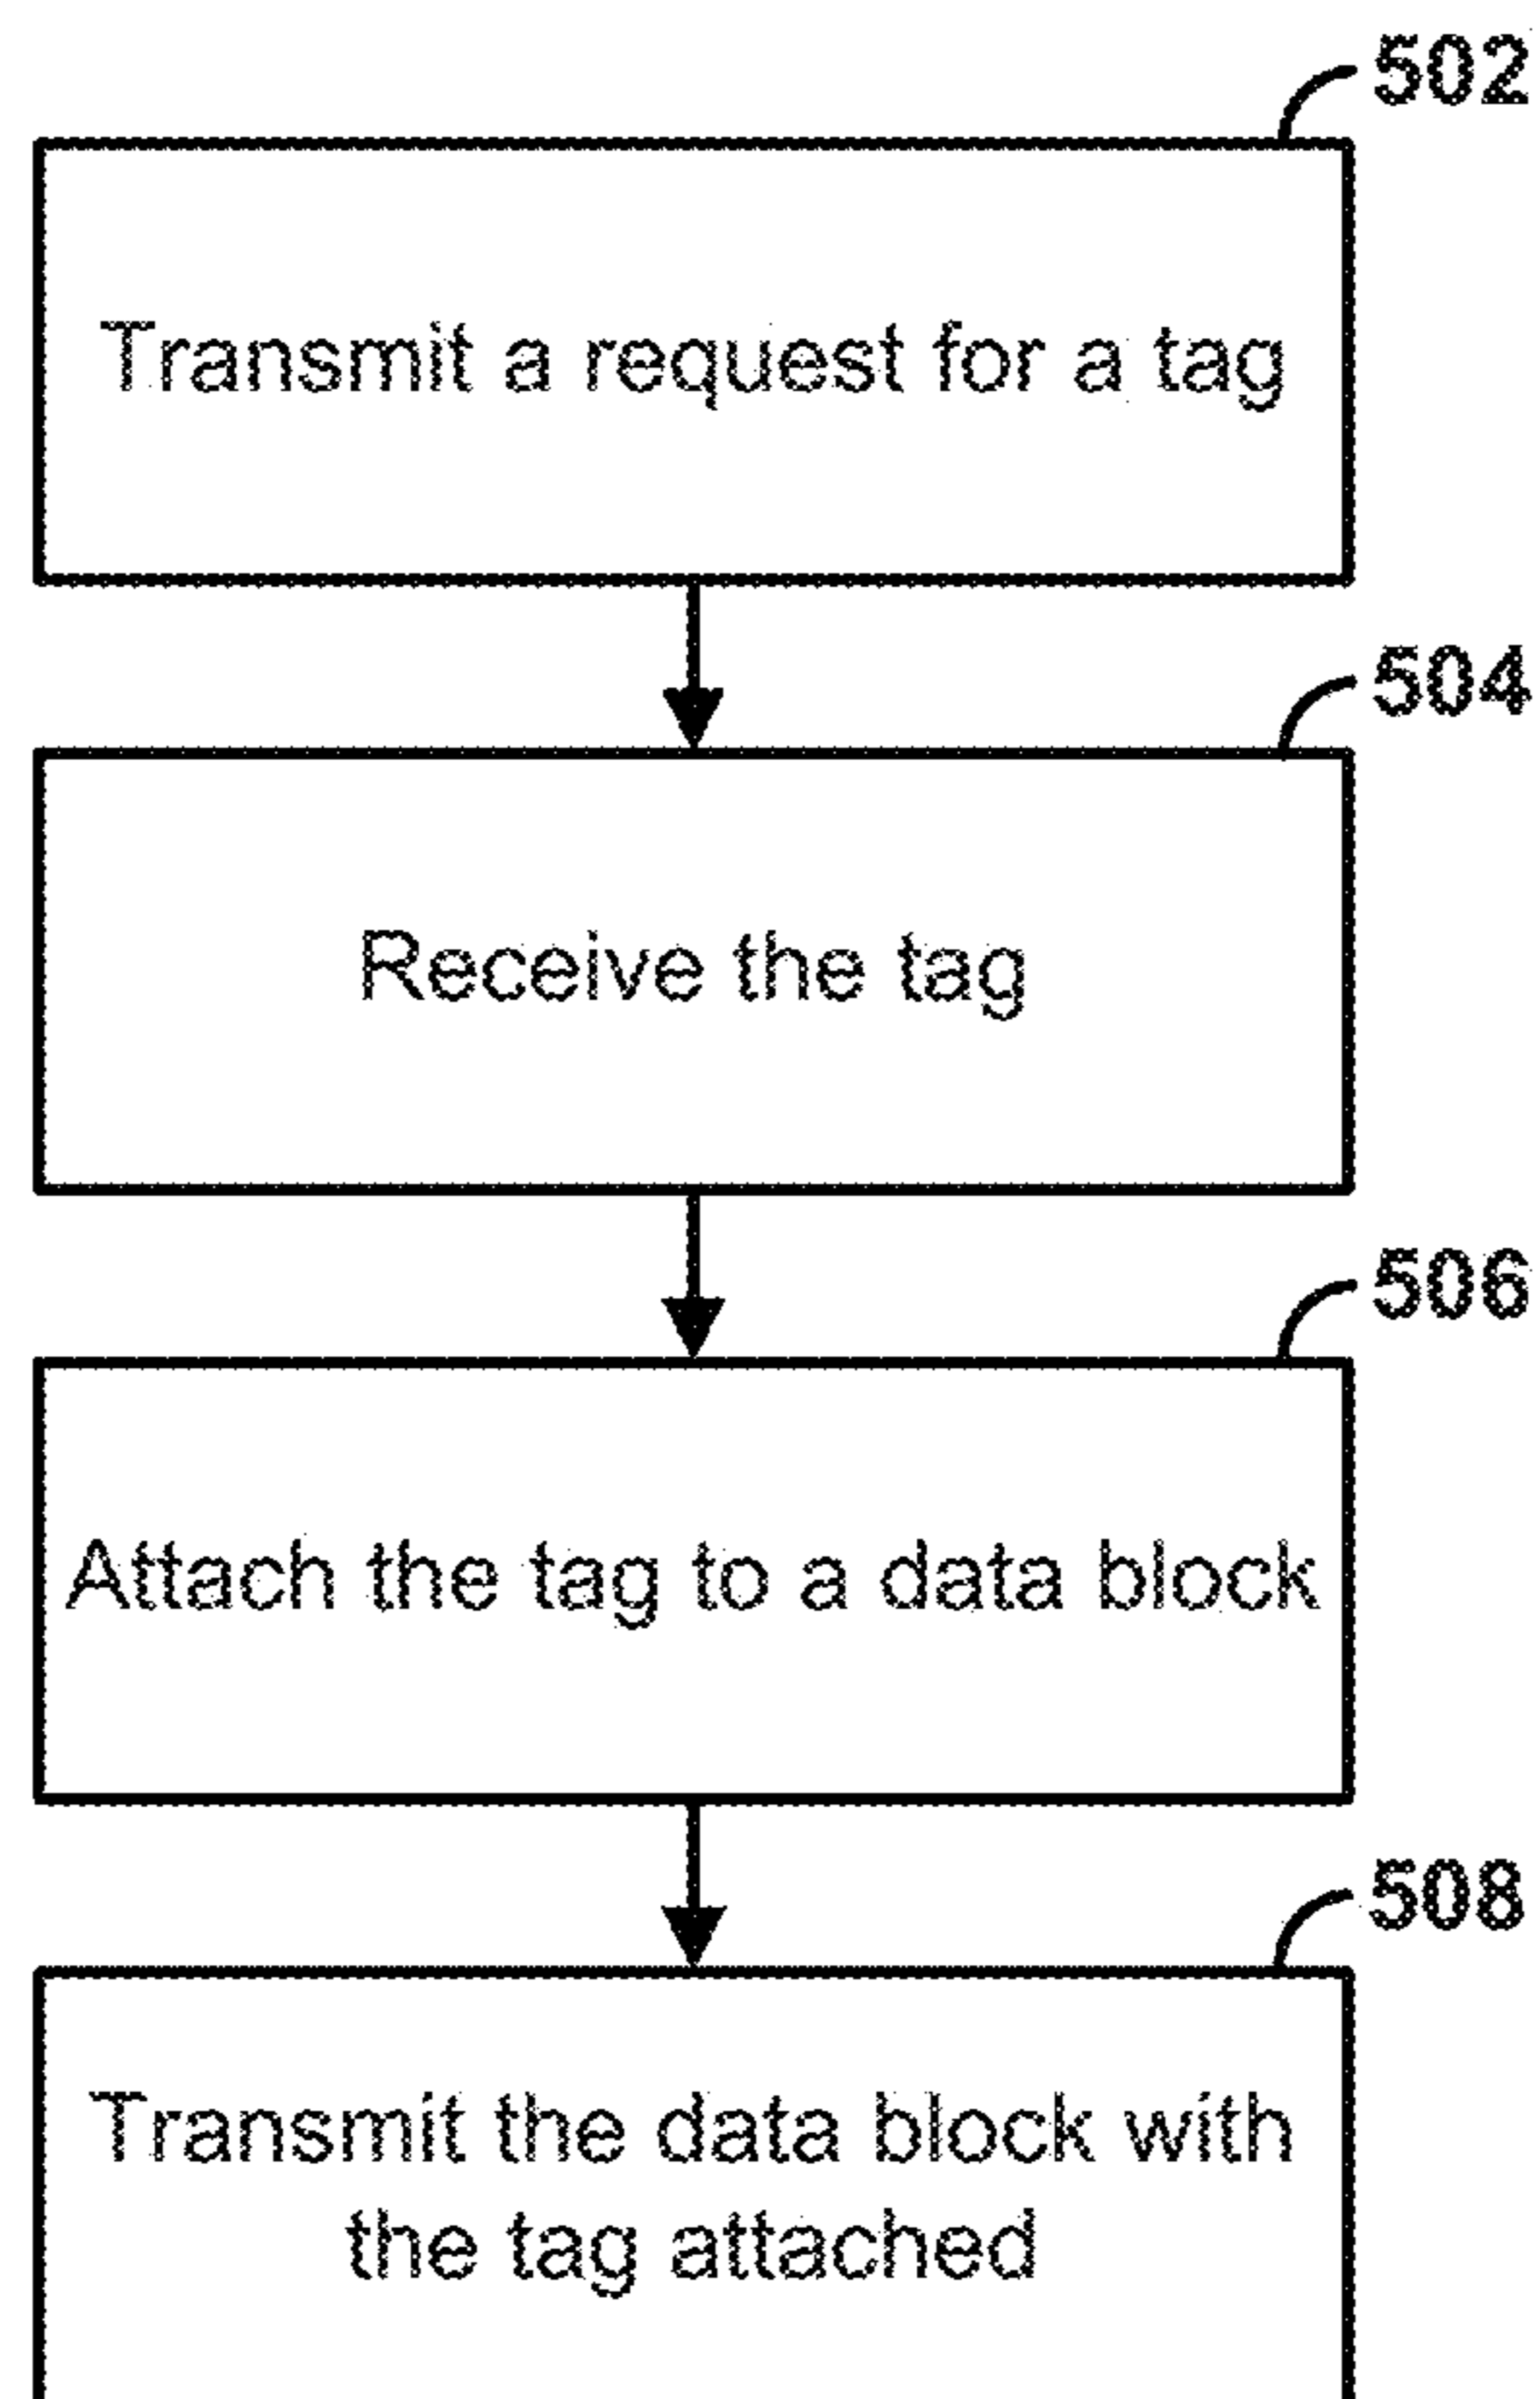 502
Transmit a request for a tag
504
Receive the tag
506
Attach the tag to a data block
508
Transmit the data block with
the tag attached